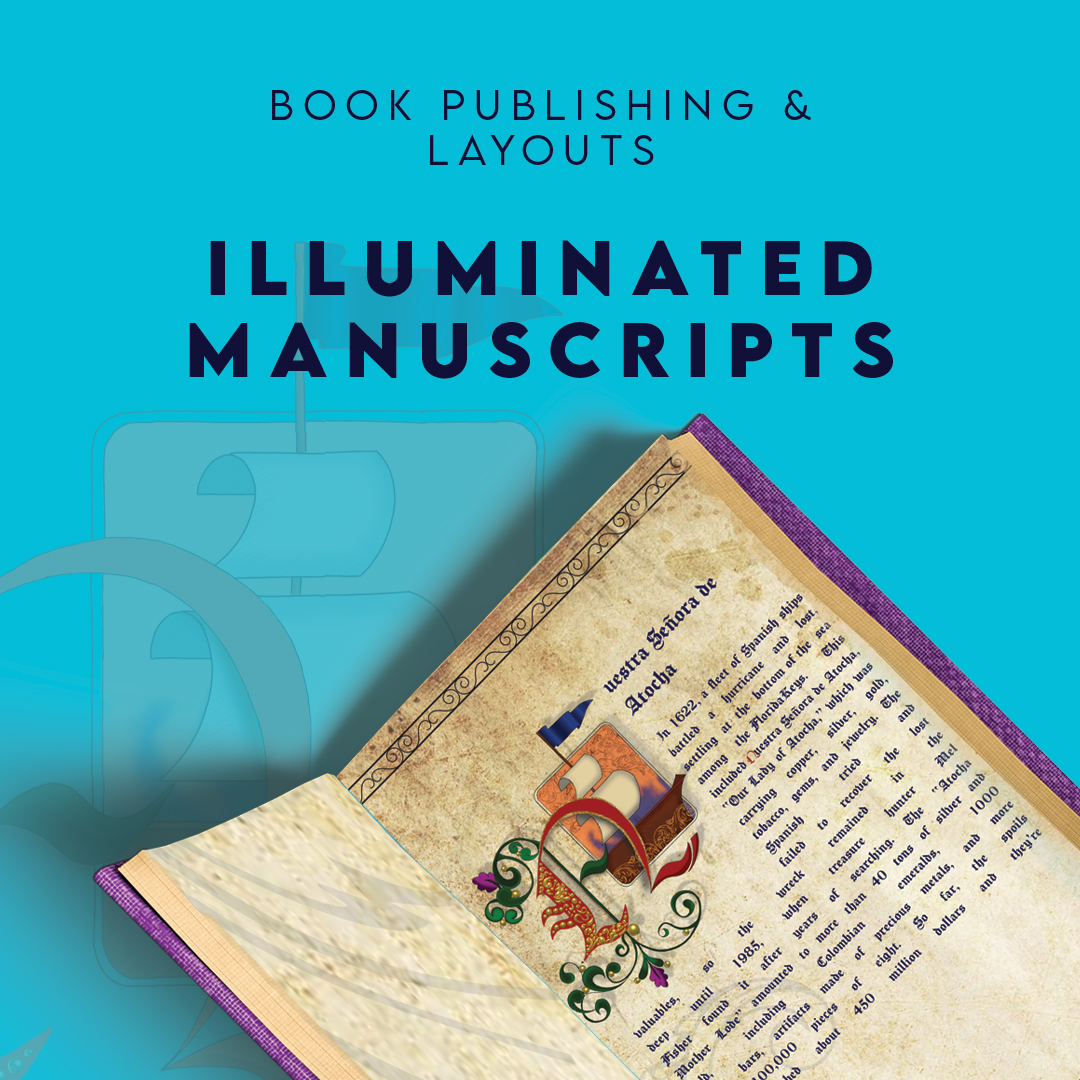 BOOK PUBLISHING &
LAYOUTS
ILLUMINATED
MANUSCRIPTS
uestra Señora de
Atocha
In 1622, a fleet of Spanish ships
battled a hurricane and lost,
settling at the bottom of the sea
among the FloridaKeys. This
included Nuestra Señora de Atocha,
"Our Lady of Atocha," which was
carrying copper, silver, gold,
tobacco, gems, and jewelry. The
Spanish tried and
failed to recover the lost
valuables, so the wreck remained in the
deep until 1985, when treasure hunter Mel
Fisher found it after years of searching. The "Atocha
Mother Lode" amounted to more than 40 tons of silver and
ld, including Colombian emeralds, 1000
bars, artifacts made of precious metals, and more
100,000 pieces of eight. So far, the spoils
hed about 450 million dollars and they're